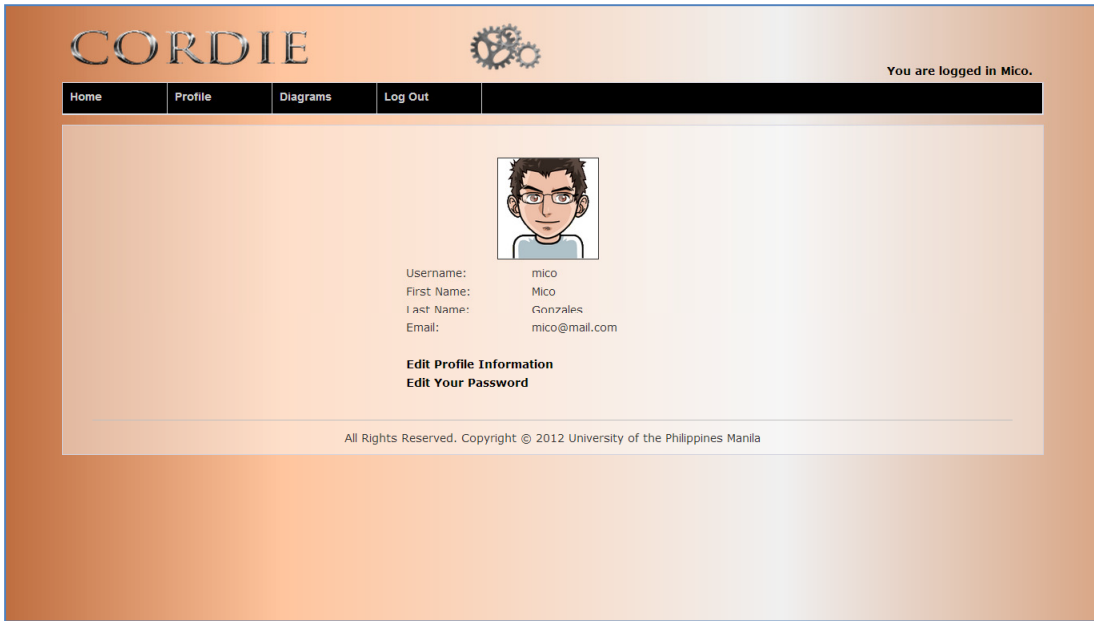 CORDIE
You are logged in Mico.
Home Profile Diagrams Log Out
Username: mico
First Name: Mico
Last Name: Gonzales
Email: mico@mail.com
Edit Profile Information
Edit Your Password
All Rights Reserved. Copyright © 2012 University of the Philippines Manila